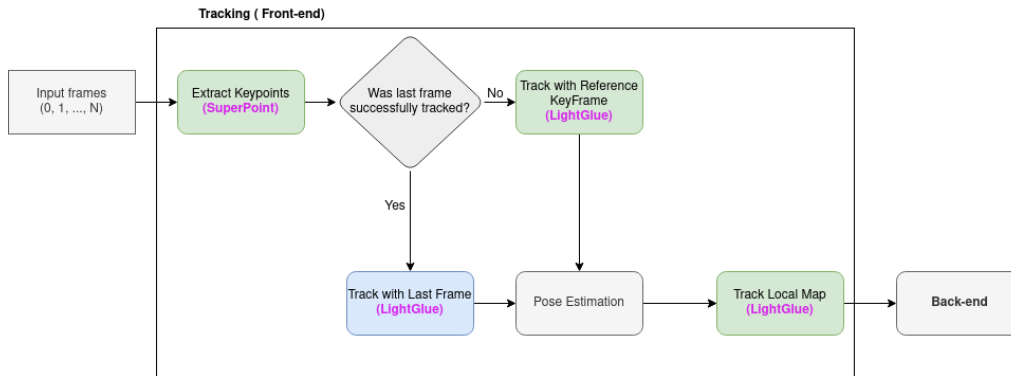 Tracking ( Front-end)
Input frames
(0, 1, ..., N)
Extract Keypoints
(SuperPoint)
Was last frame
successfully tracked?
No
Track with Reference
KeyFrame
(LightGlue)
Yes
Track with Last Frame
(LightGlue)
Pose Estimation
Track Local Map
(LightGlue)
Back-end